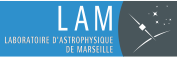 LAM
LABORATOIRE D'ASTROPHYSIQUE
DE MARSEILLE